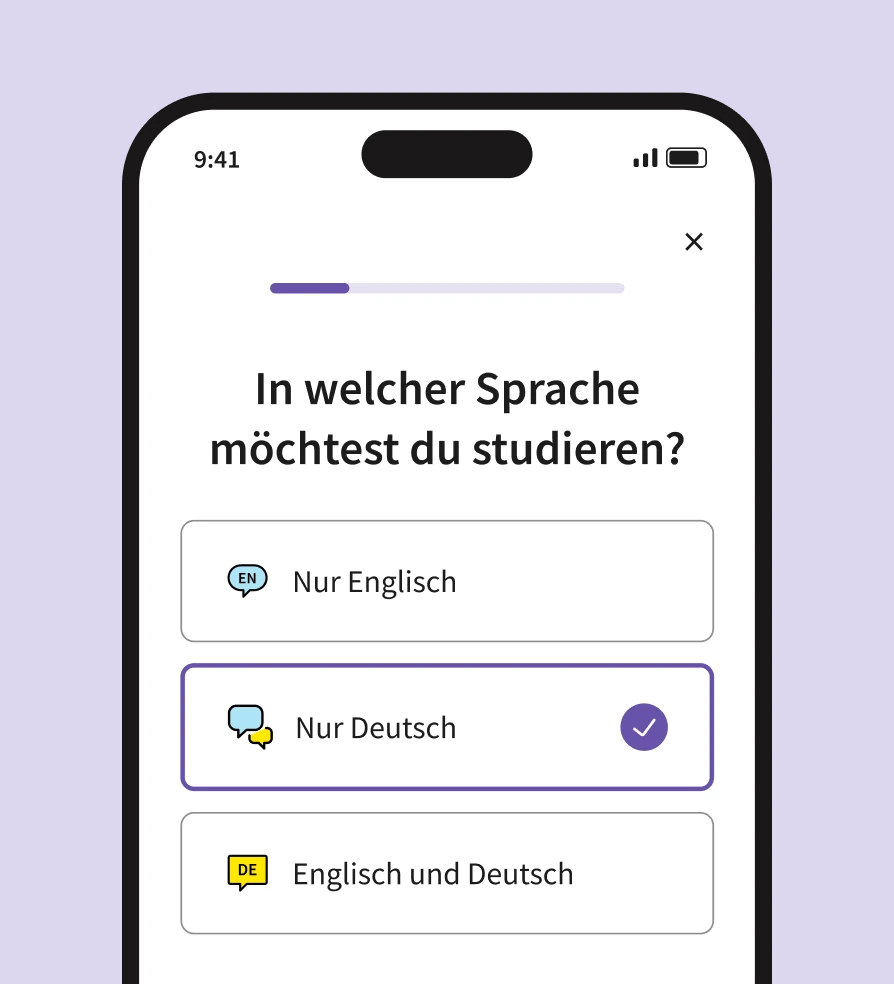 9:41
In welcher Sprache
möchtest du studieren?
EN Nur Englisch
Nur Deutsch
DE Englisch und Deutsch